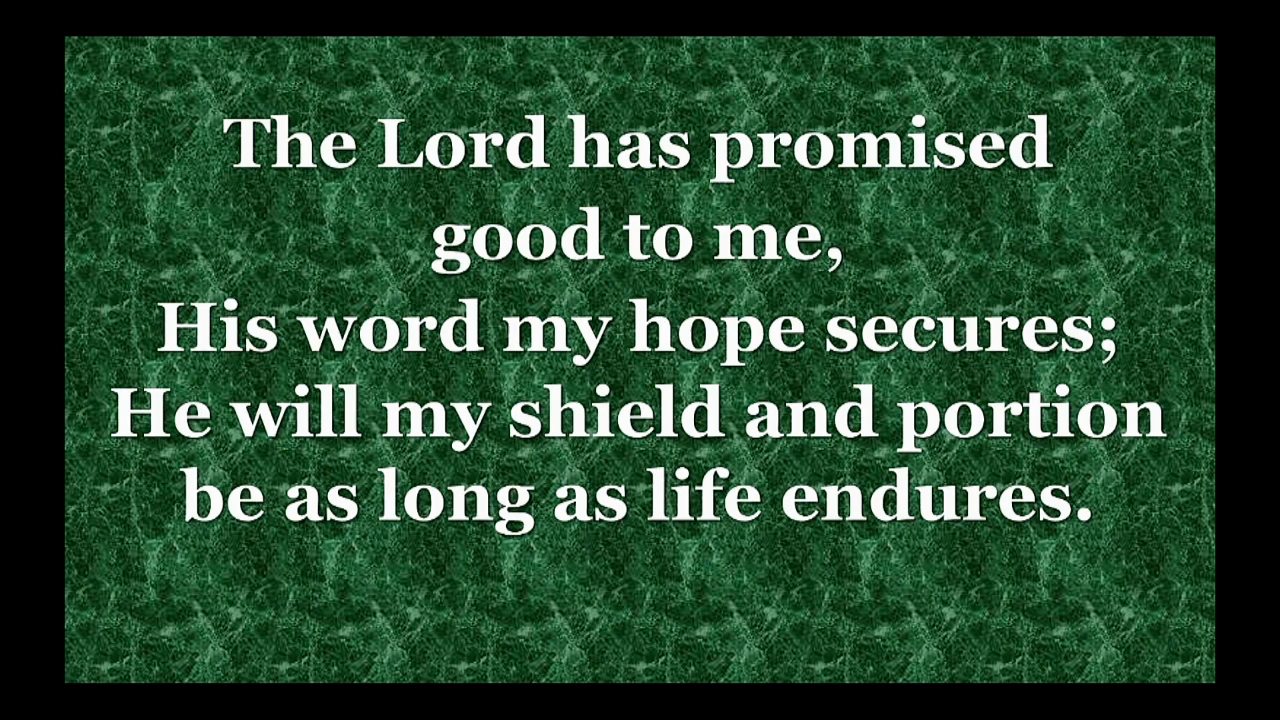 The Lord has promised
good to me,
His word my hope secures;
He will my shield and portion
be as long as life endures.